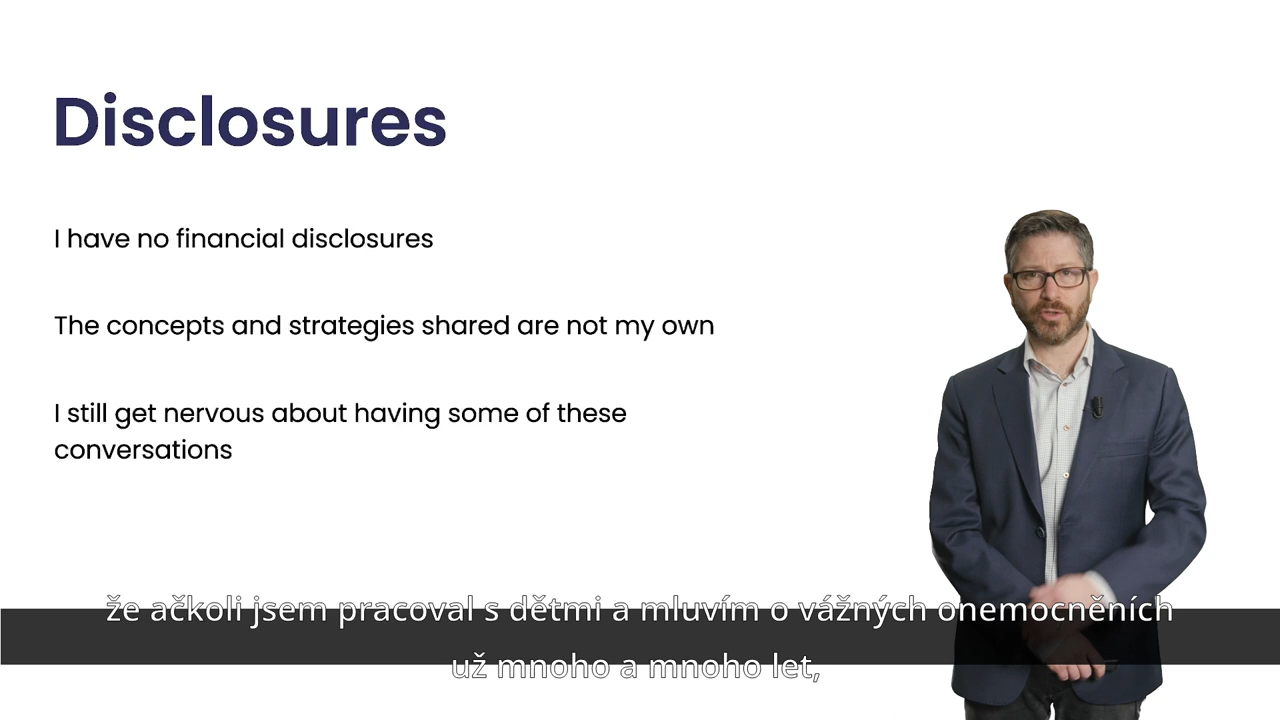 Disclosures
I have no financial disclosures
The concepts and strategies shared are not my own
I still get nervous about having some of these
conversations
že ačkoli jsem pracoval s dětmi a mluvím o vážných onemocněních
už mnoho a mnoho let,